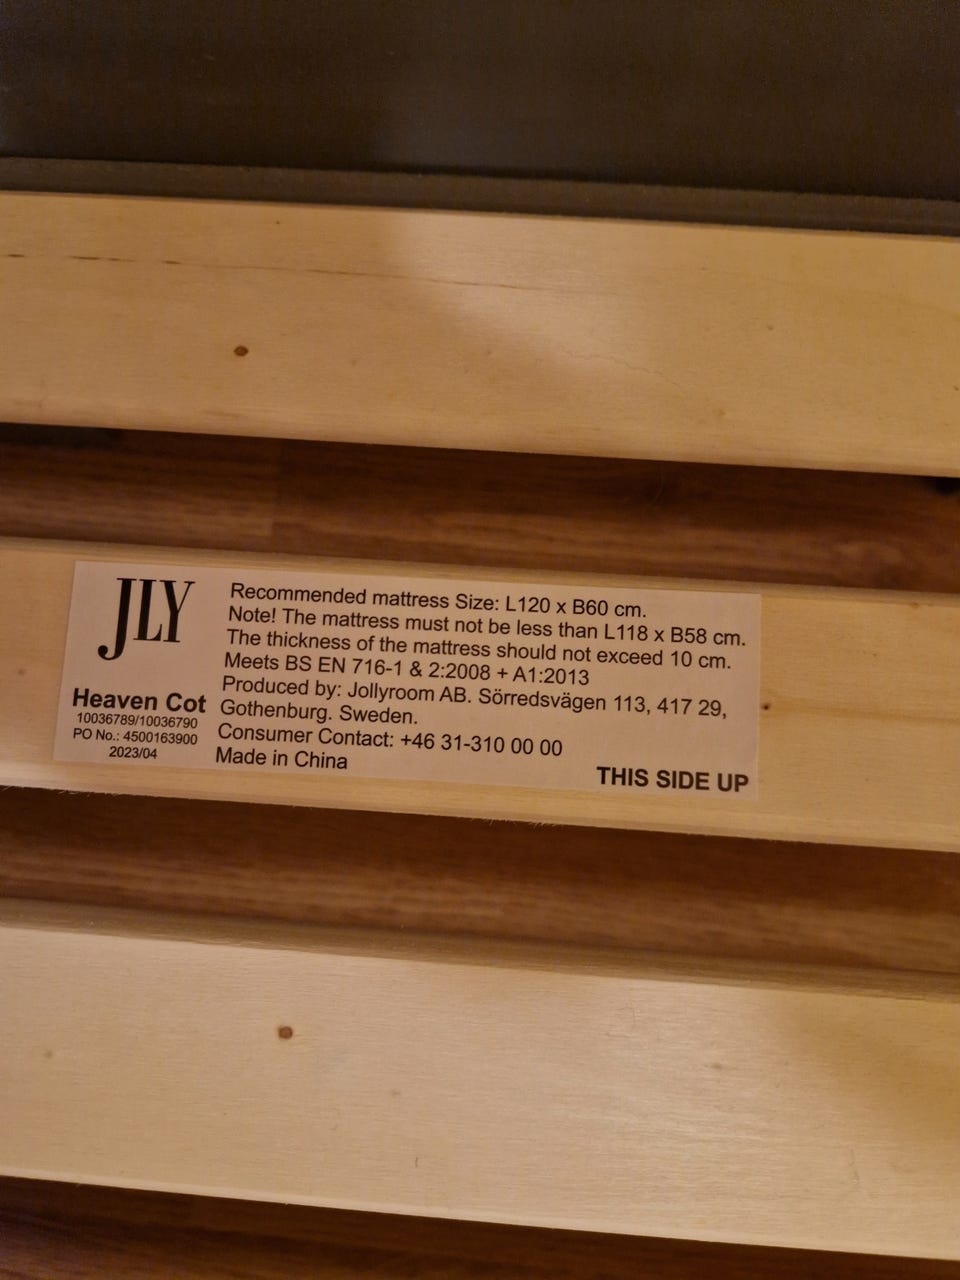 JLY
Heaven Cot
10036789/10036790
PO No.: 4500163900
2023/04
Recommended mattress Size: L120 x B60 cm.
Note! The mattress must not be less than L118 x B58 cm.
The thickness of the mattress should not exceed 10 cm.
Meets BS EN 716-1 & 2:2008 + A1:2013
Produced by: Jollyroom AB. Sörredsvägen 113, 417 29,
Gothenburg. Sweden.
Consumer Contact: +46 31-310 00 00
Made in China
THIS SIDE UP